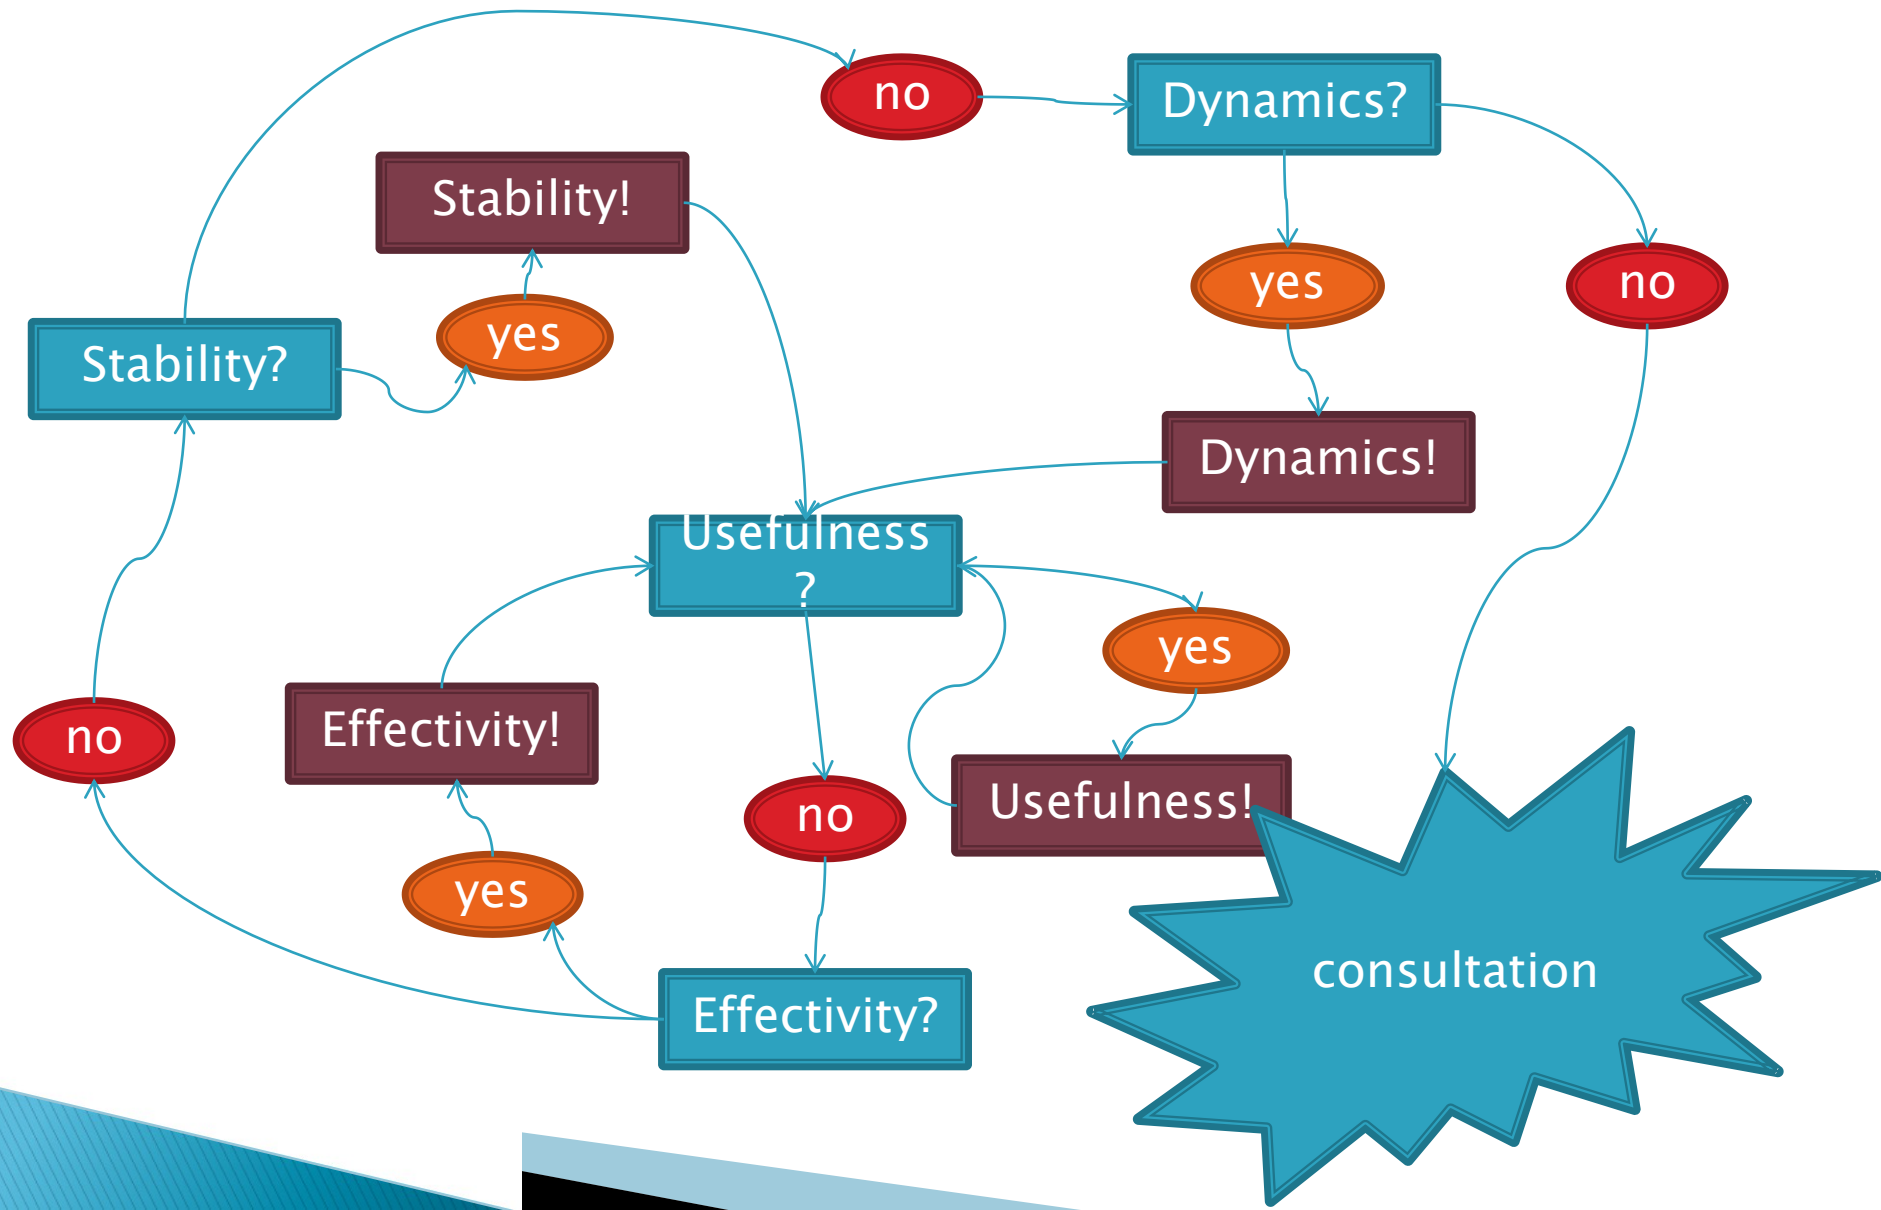 no
Dynamics?
Stability!
yes
no
yes
Stability?
Dynamics!
Usefulness
?
yes
Effectivity!
no
Usefulness!
no
yes
consultation
Effectivity?